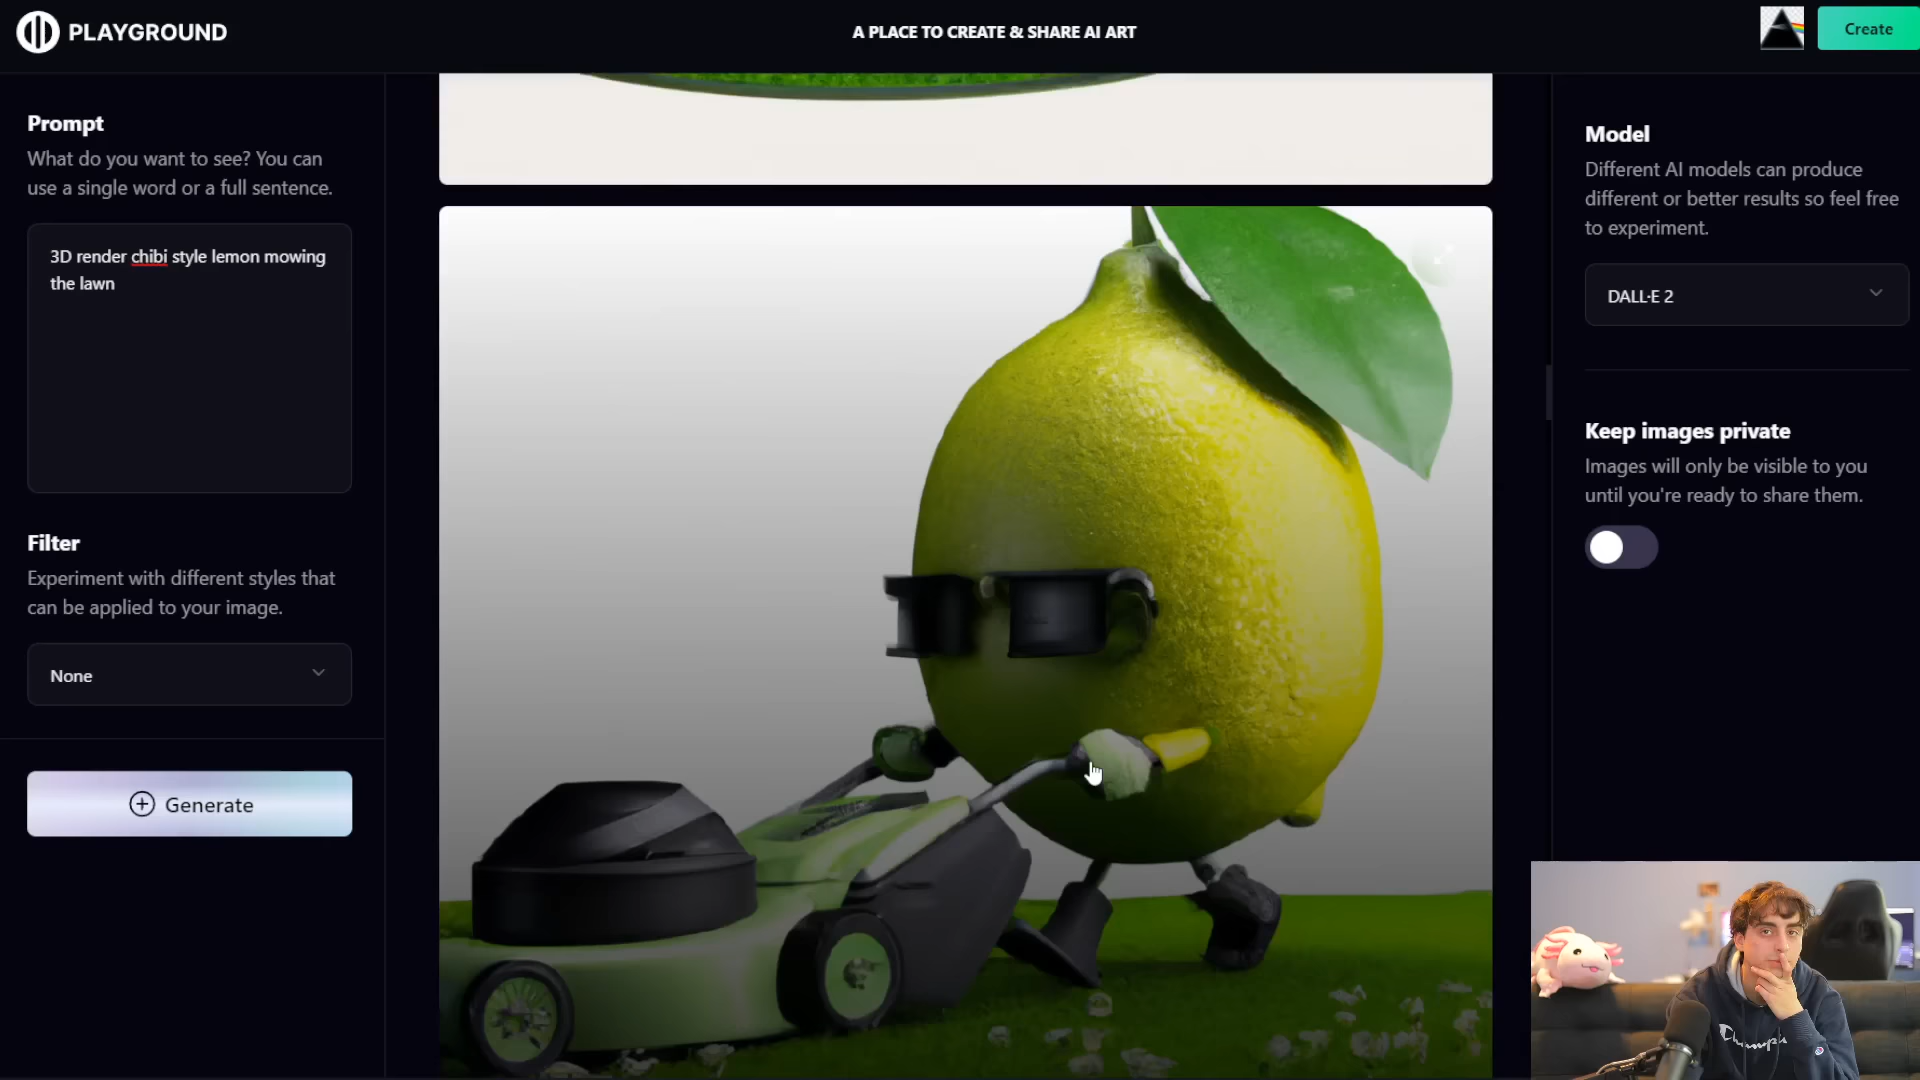 PLAYGROUND
A PLACE TO CREATE & SHARE AI ART
Create
Prompt
What do you want to see? You can
use a single word or a full sentence.
3D render chibi style lemon mowing
the lawn
Filter
Experiment with different styles that
can be applied to your image.
None
Generate
Model
Different AI models can produce
different or better results so feel free
to experiment.
DALL·E 2
Keep images private
Images will only be visible to you
until you're ready to share them.